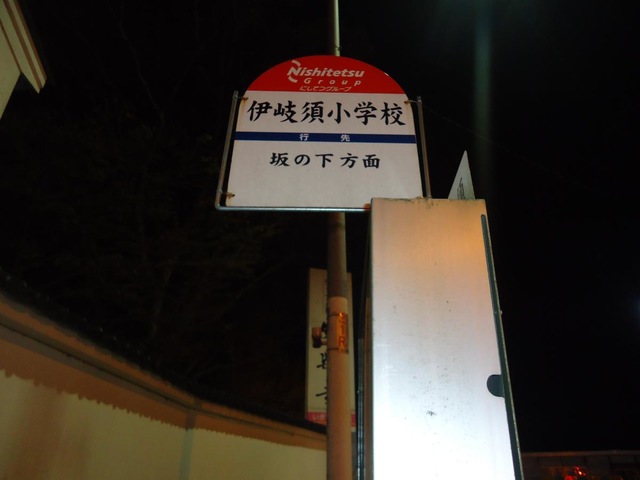 Nishitetsu
Group
にしてつグループ
伊岐須小学校
行先
坂の下方面